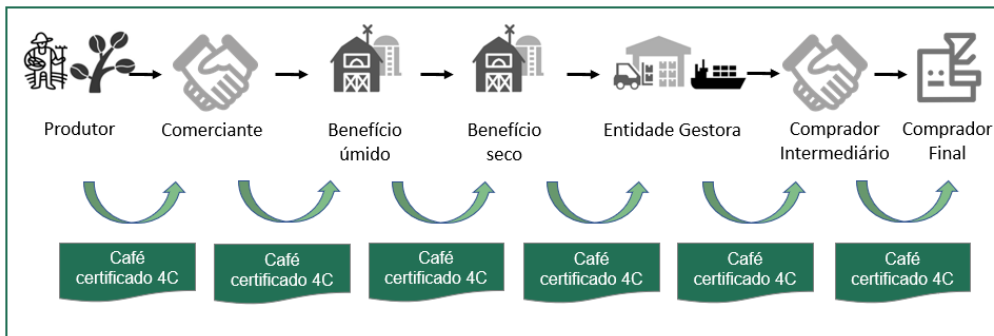 Produtor
Comerciante
Benefício
úmido
Benefício
seco
Entidade Gestora
Comprador
Intermediário
Comprador
Final
Café
certificado 4C
Café
certificado 4C
Café
certificado 4C
Café
certificado 4C
Café
certificado 4C
Café
certificado 4C